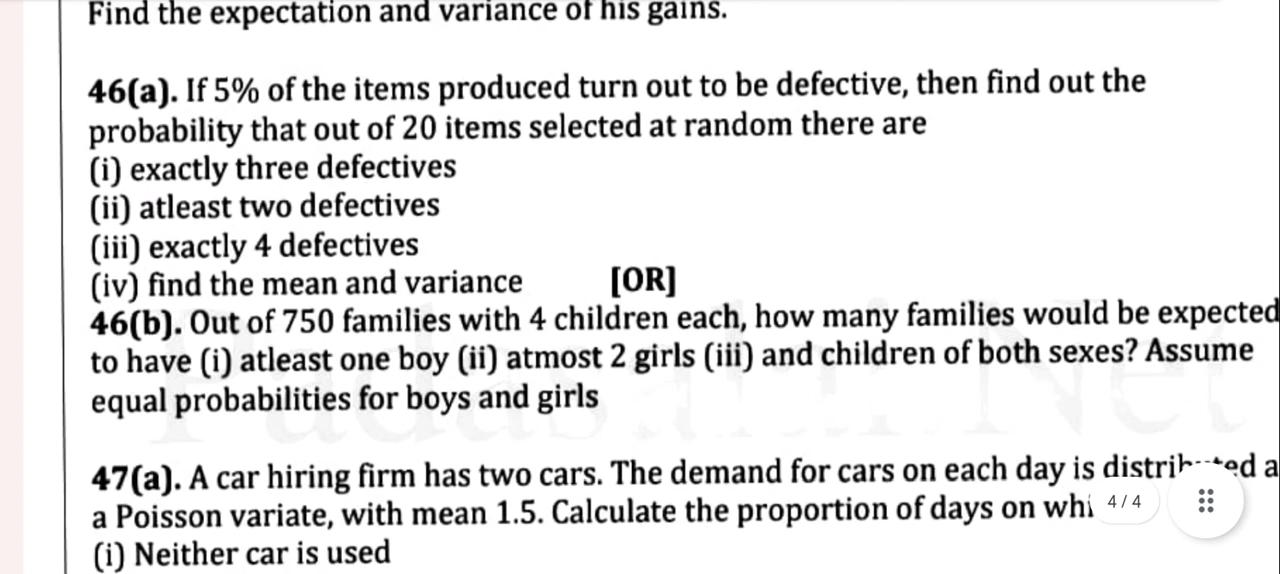 Find the expectation and variance of his gains.
46(a). If 5% of the items produced turn out to be defective, then find out the
probability that out of 20 items selected at random there are
(i) exactly three defectives
(ii) atleast two defectives
(iii) exactly 4 defectives
(iv) find the mean and variance [OR]
46(b). Out of 750 families with 4 children each, how many families would be expected
to have (i) atleast one boy (ii) atmost 2 girls (iii) and children of both sexes? Assume
equal probabilities for boys and girls
Padasalai.Net
47(a). A car hiring firm has two cars. The demand for cars on each day is a
a Poisson variate, with mean 1.5. Calculate the proportion of days on
4 / 4
(i) Neither car is used